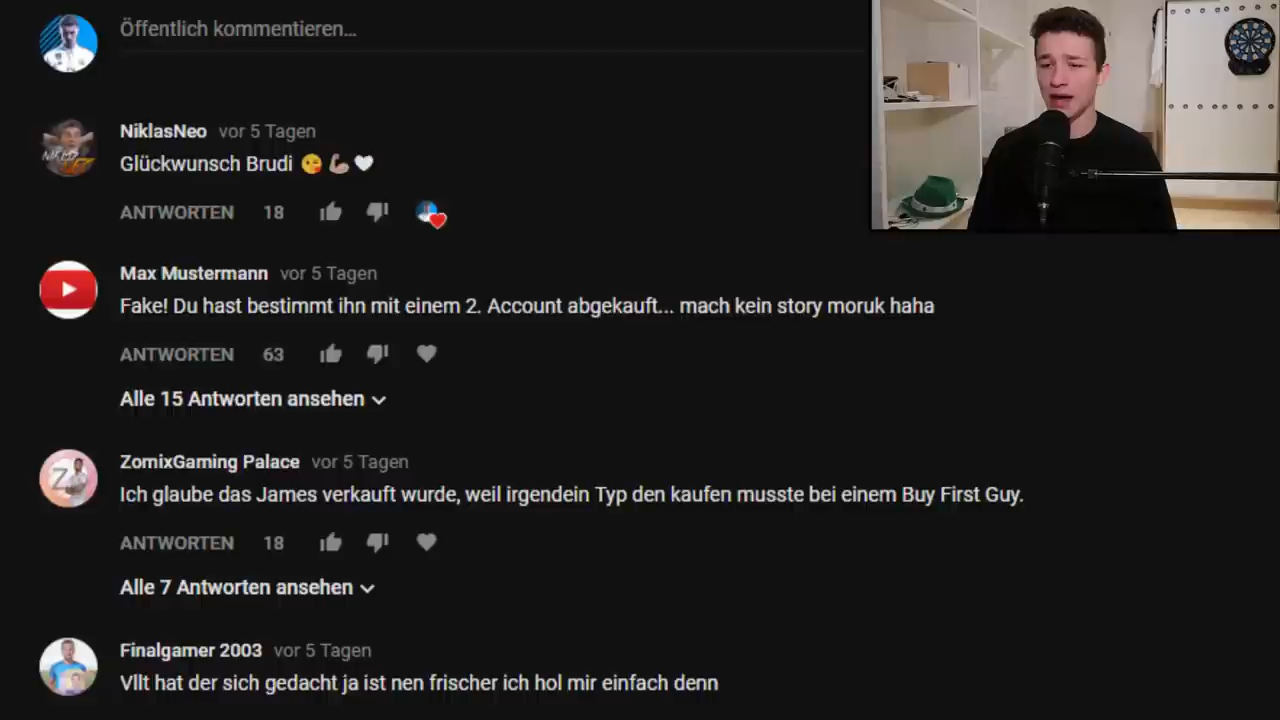 Öffentlich kommentieren...
NiklasNeo vor 5 Tagen
Glückwunsch Brudi 😘💪🤍
ANTWORTEN 18
Max Mustermann vor 5 Tagen
Fake! Du hast bestimmt ihn mit einem 2. Account abgekauft... mach kein story moruk haha
ANTWORTEN 63
Alle 15 Antworten ansehen
Z
ZomixGaming Palace vor 5 Tagen
Ich glaube das James verkauft wurde, weil irgendein Typ den kaufen musste bei einem Buy First Guy.
ANTWORTEN 18
Alle 7 Antworten ansehen
Finalgamer 2003 vor 5 Tagen
Vllt hat der sich gedacht ja ist nen frischer ich hol mir einfach denn